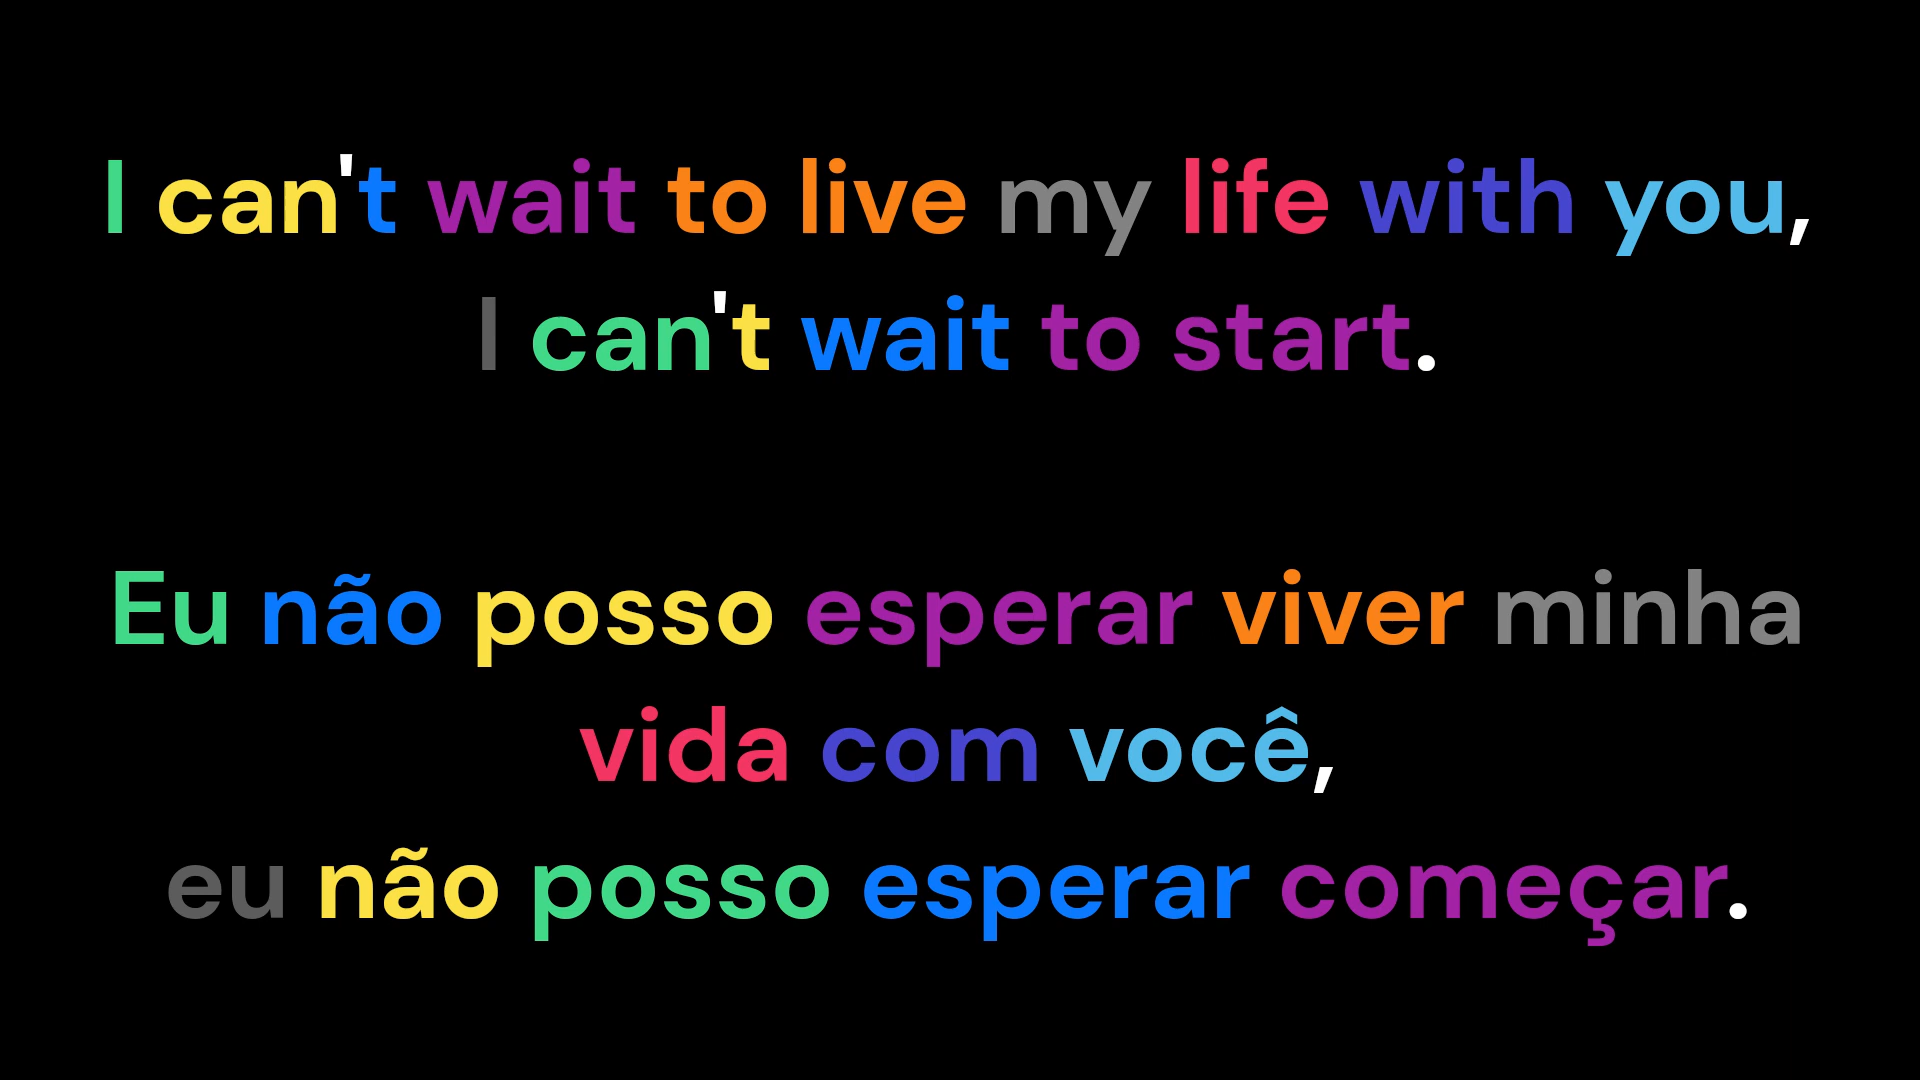 I can't wait to live my life with you,
I can't wait to start.
Eu não posso esperar viver minha
vida com você,
eu não posso esperar começar.